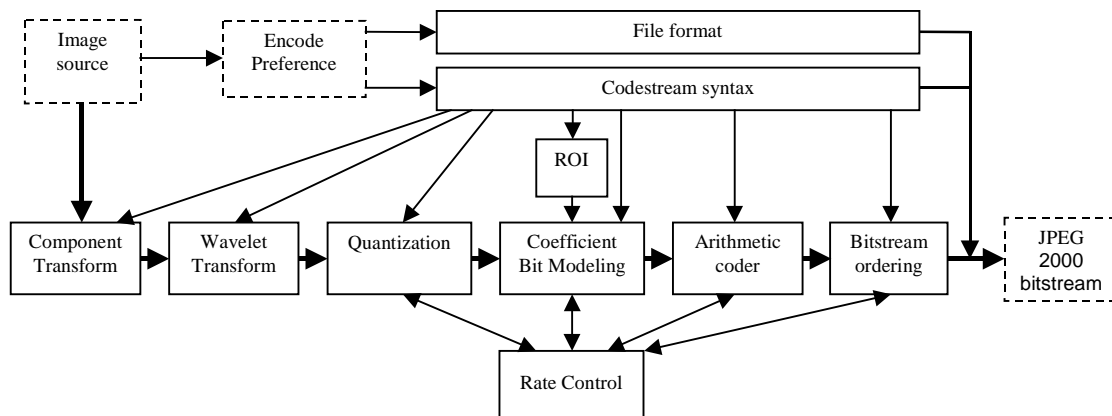 Image
source
Encode
Preference
File format
Codestream syntax
ROI
Component
Transform
Wavelet
Transform
Quantization
Coefficient
Bit Modeling
Arithmetic
coder
Bitstream
ordering
JPEG
2000
bitstream
Rate Control